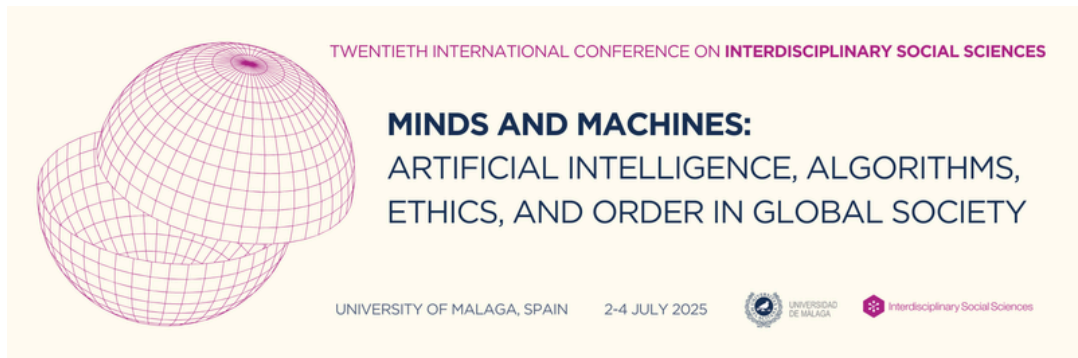 TWENTIETH INTERNATIONAL CONFERENCE ON INTERDISCIPLINARY SOCIAL SCIENCES
MINDS AND MACHINES:
ARTIFICIAL INTELLIGENCE, ALGORITHMS,
ETHICS, AND ORDER IN GLOBAL SOCIETY
UNIVERSITY OF MALAGA, SPAIN
2-4 JULY 2025
UNIVERSIDAD
DE MÁLAGA
Interdisciplinary Social Sciences